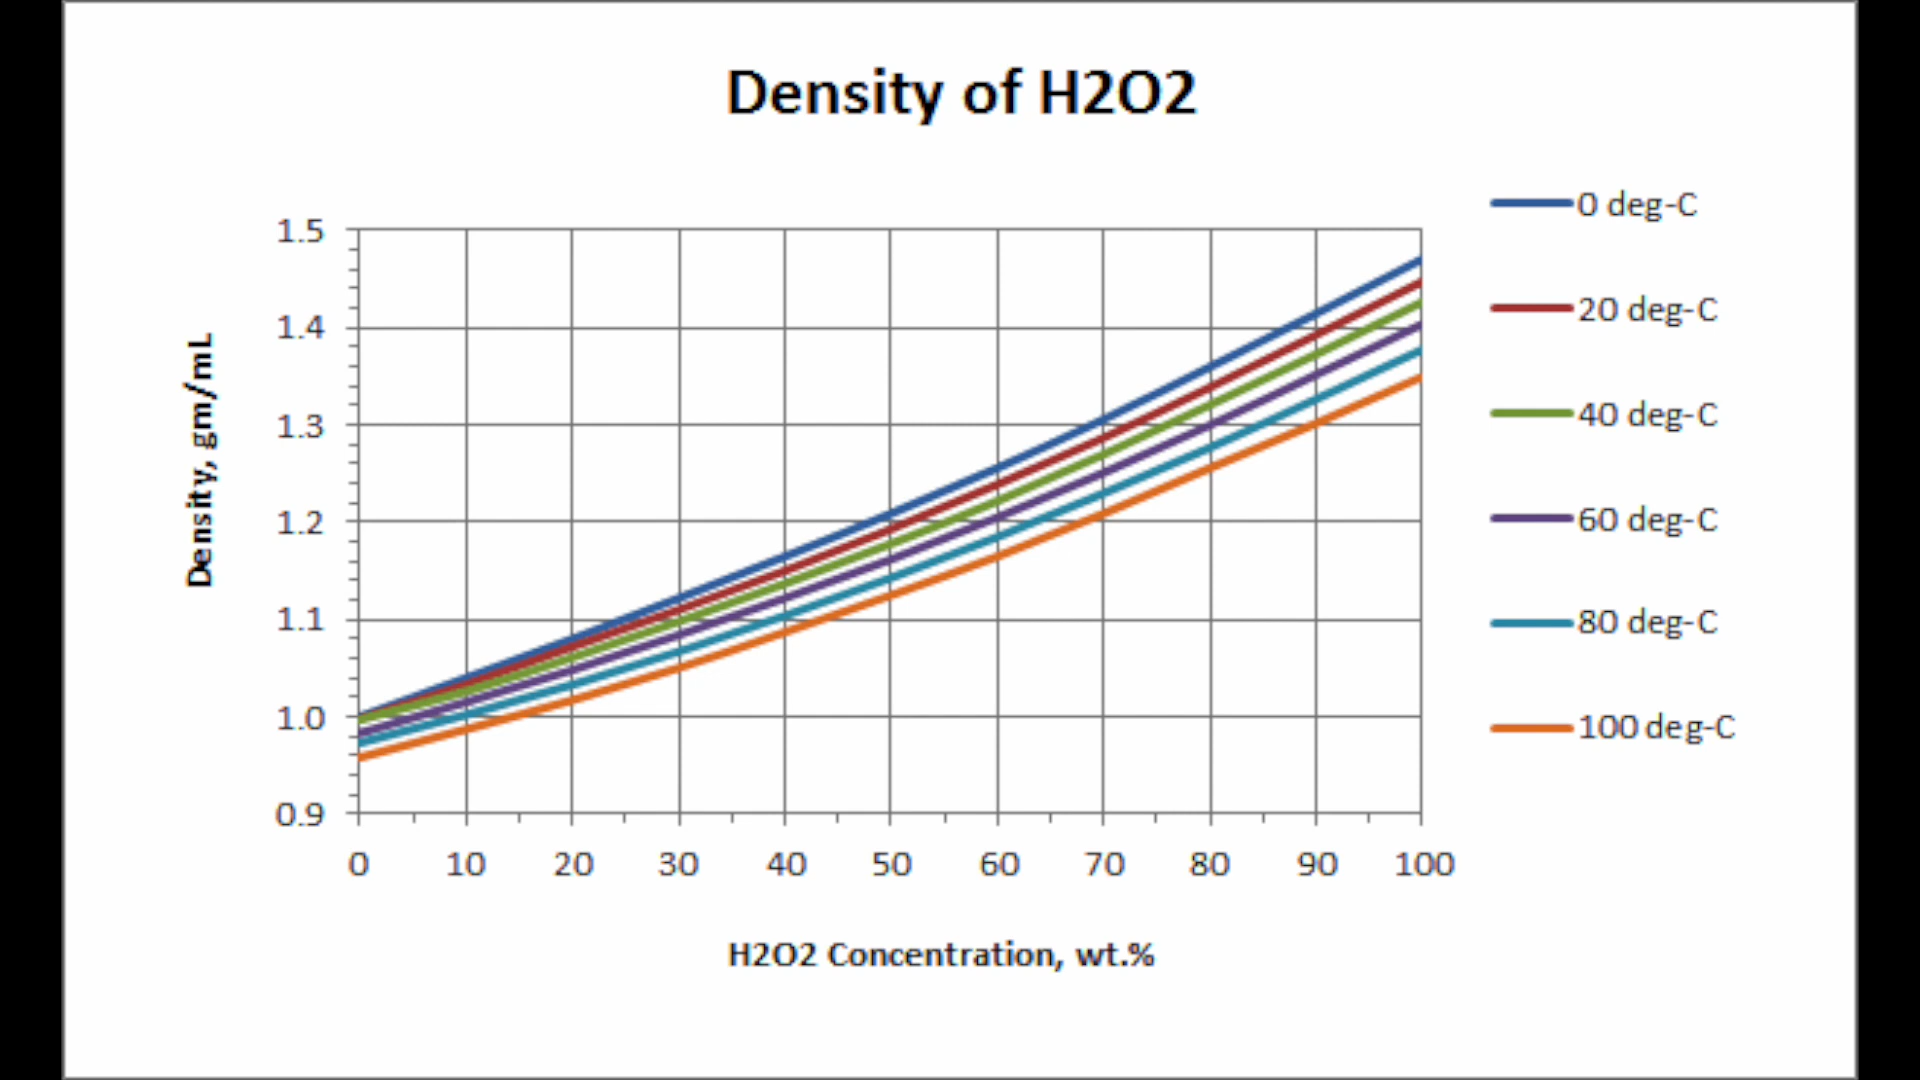 Density of H2O2
0 deg-C
20 deg-C
40 deg-C
60 deg-C
80 deg-C
100 deg-C
Density, gm/mL
1.5
1.4
1.3
1.2
1.1
1.0
0.9
0 10 20 30 40 50 60 70 80 90 100
H2O2 Concentration, wt.%